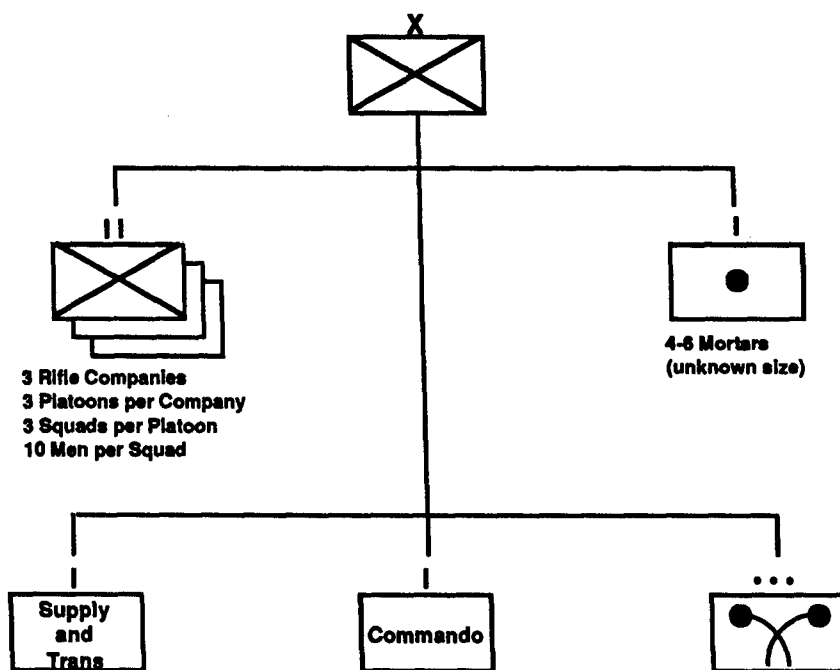 X
3 Rifle Companies
3 Platoons per Company
3 Squads per Platoon
10 Men per Squad
4-6 Mortars
(unknown size)
Supply
and
Trans
Commando